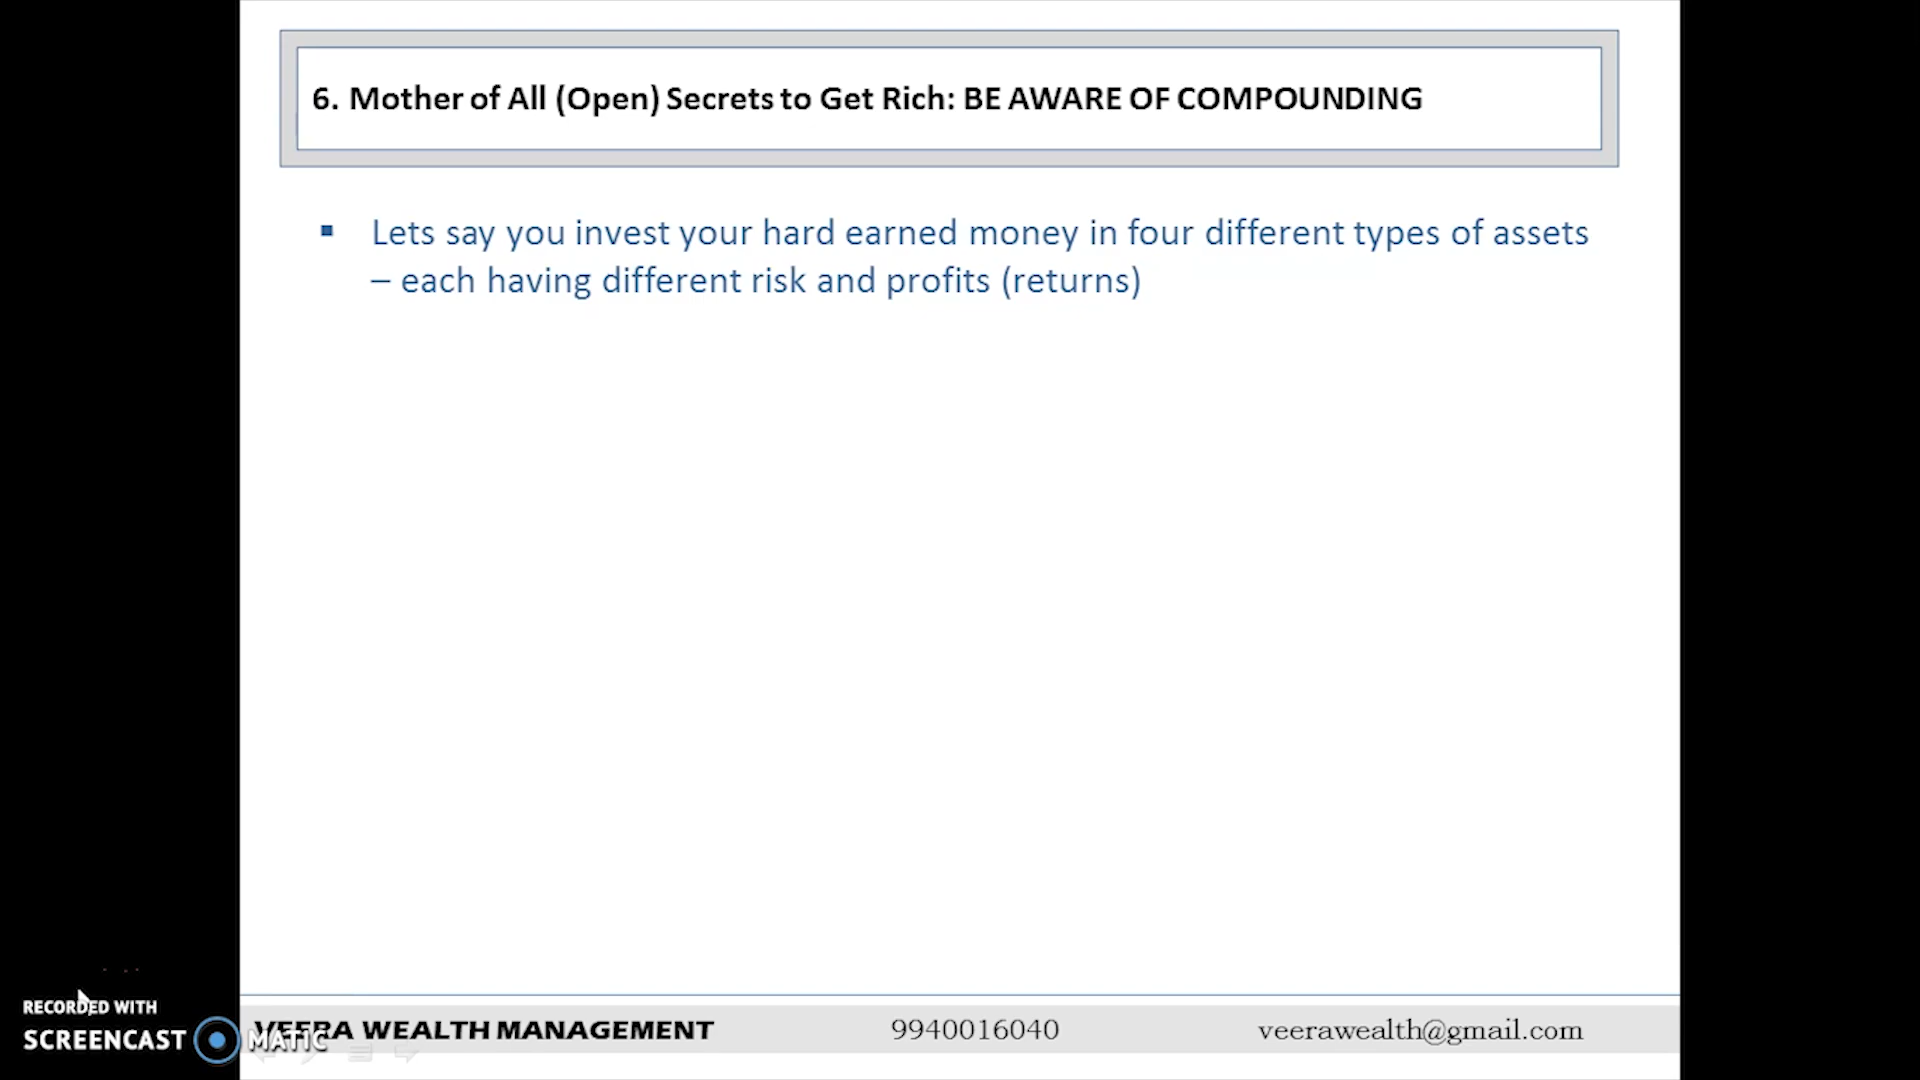 6. Mother of All (Open) Secrets to Get Rich: BE AWARE OF COMPOUNDING
Lets say you invest your hard earned money in four different types of assets
– each having different risk and profits (returns)
RECORDED WITH
SCREENCAST MATIC
VEERA WEALTH MANAGEMENT 9940016040 veerawealth@gmail.com